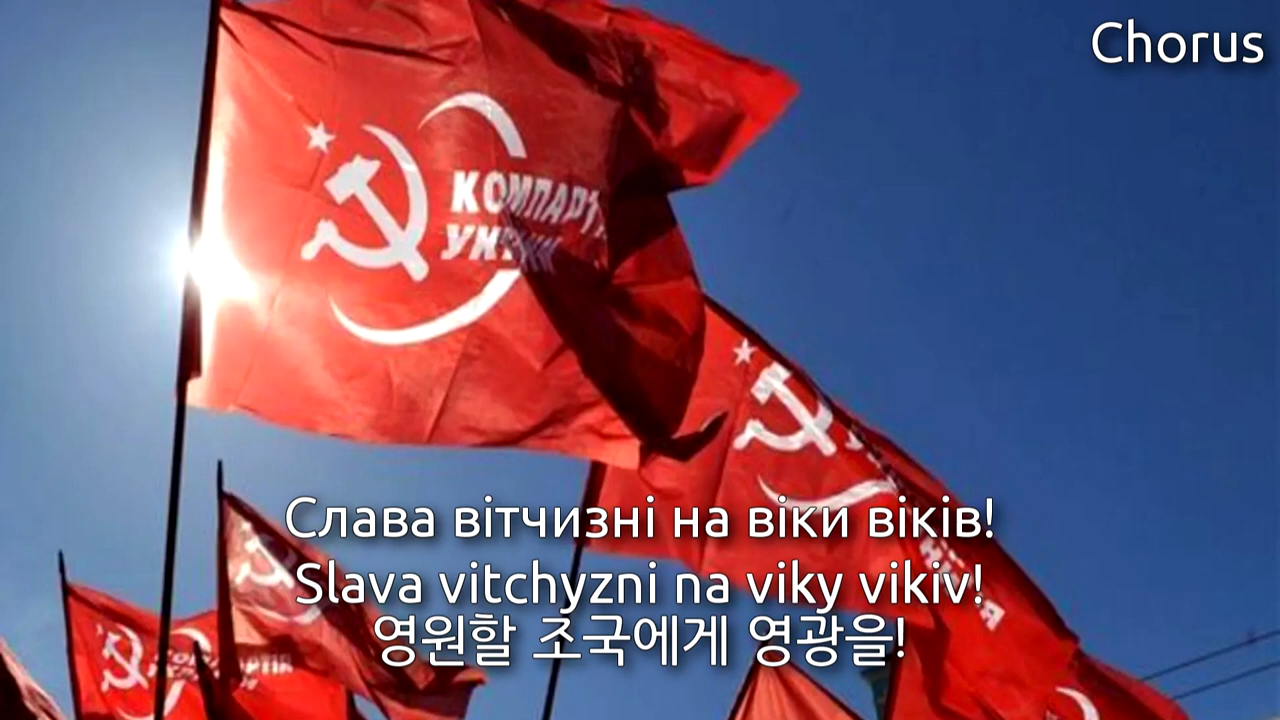 Chorus
КОМПАРТ
Слава вітчизні на віки віків!
Slava vitchyzni na viky vikiv!
영원할 조국에게 영광을!